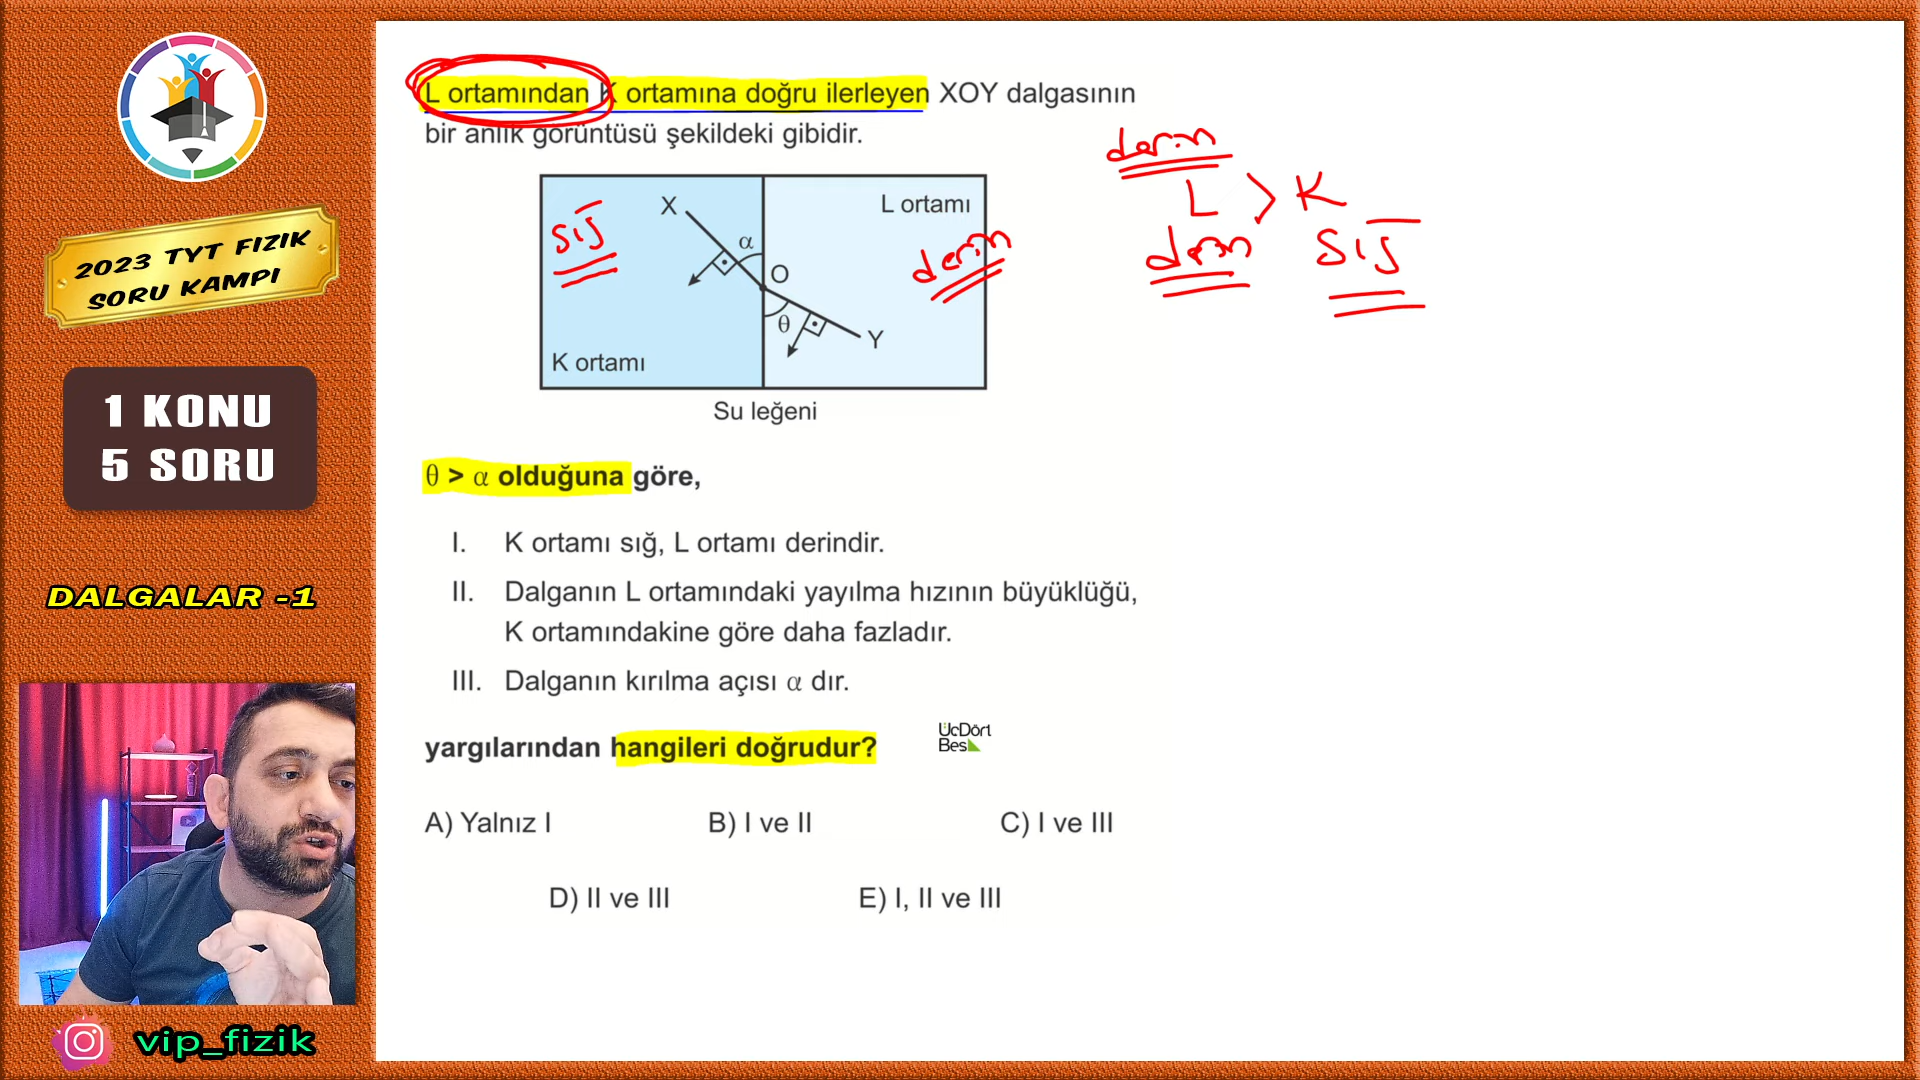 2023 TYT FIZIK
SORU KAMPI
1 KONU
5 SORU
DALGALAR -1
vip_fizik
L ortamından K ortamına doğru ilerleyen XOY dalgasının
bir anlık görüntüsü şekildeki gibidir.
X
α
O
θ
Y
L ortamı
K ortamı
sığ
derin
Su leğeni
derin
L > K
derin sığ
θ > α olduğuna göre,
I. K ortamı sığ, L ortamı derindir.
II. Dalganın L ortamındaki yayılma hızının büyüklüğü,
K ortamındakine göre daha fazladır.
III. Dalganın kırılma açısı α dır.
yargılarından hangileri doğrudur?
ÜçDört
Beş
A) Yalnız I B) I ve II C) I ve III
D) II ve III E) I, II ve III